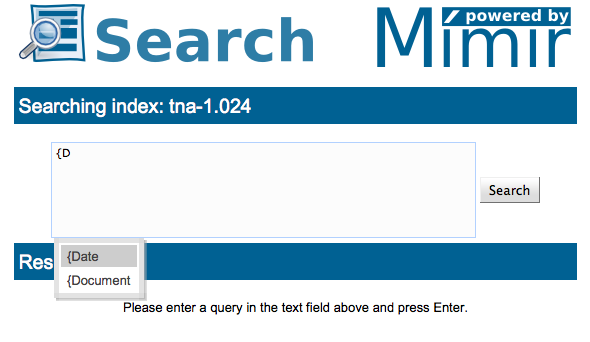 Search
powered by
Mímir
Searching index: tna-1.024
{D
Search
Res
{Date
{Document
Please enter a query in the text field above and press Enter.